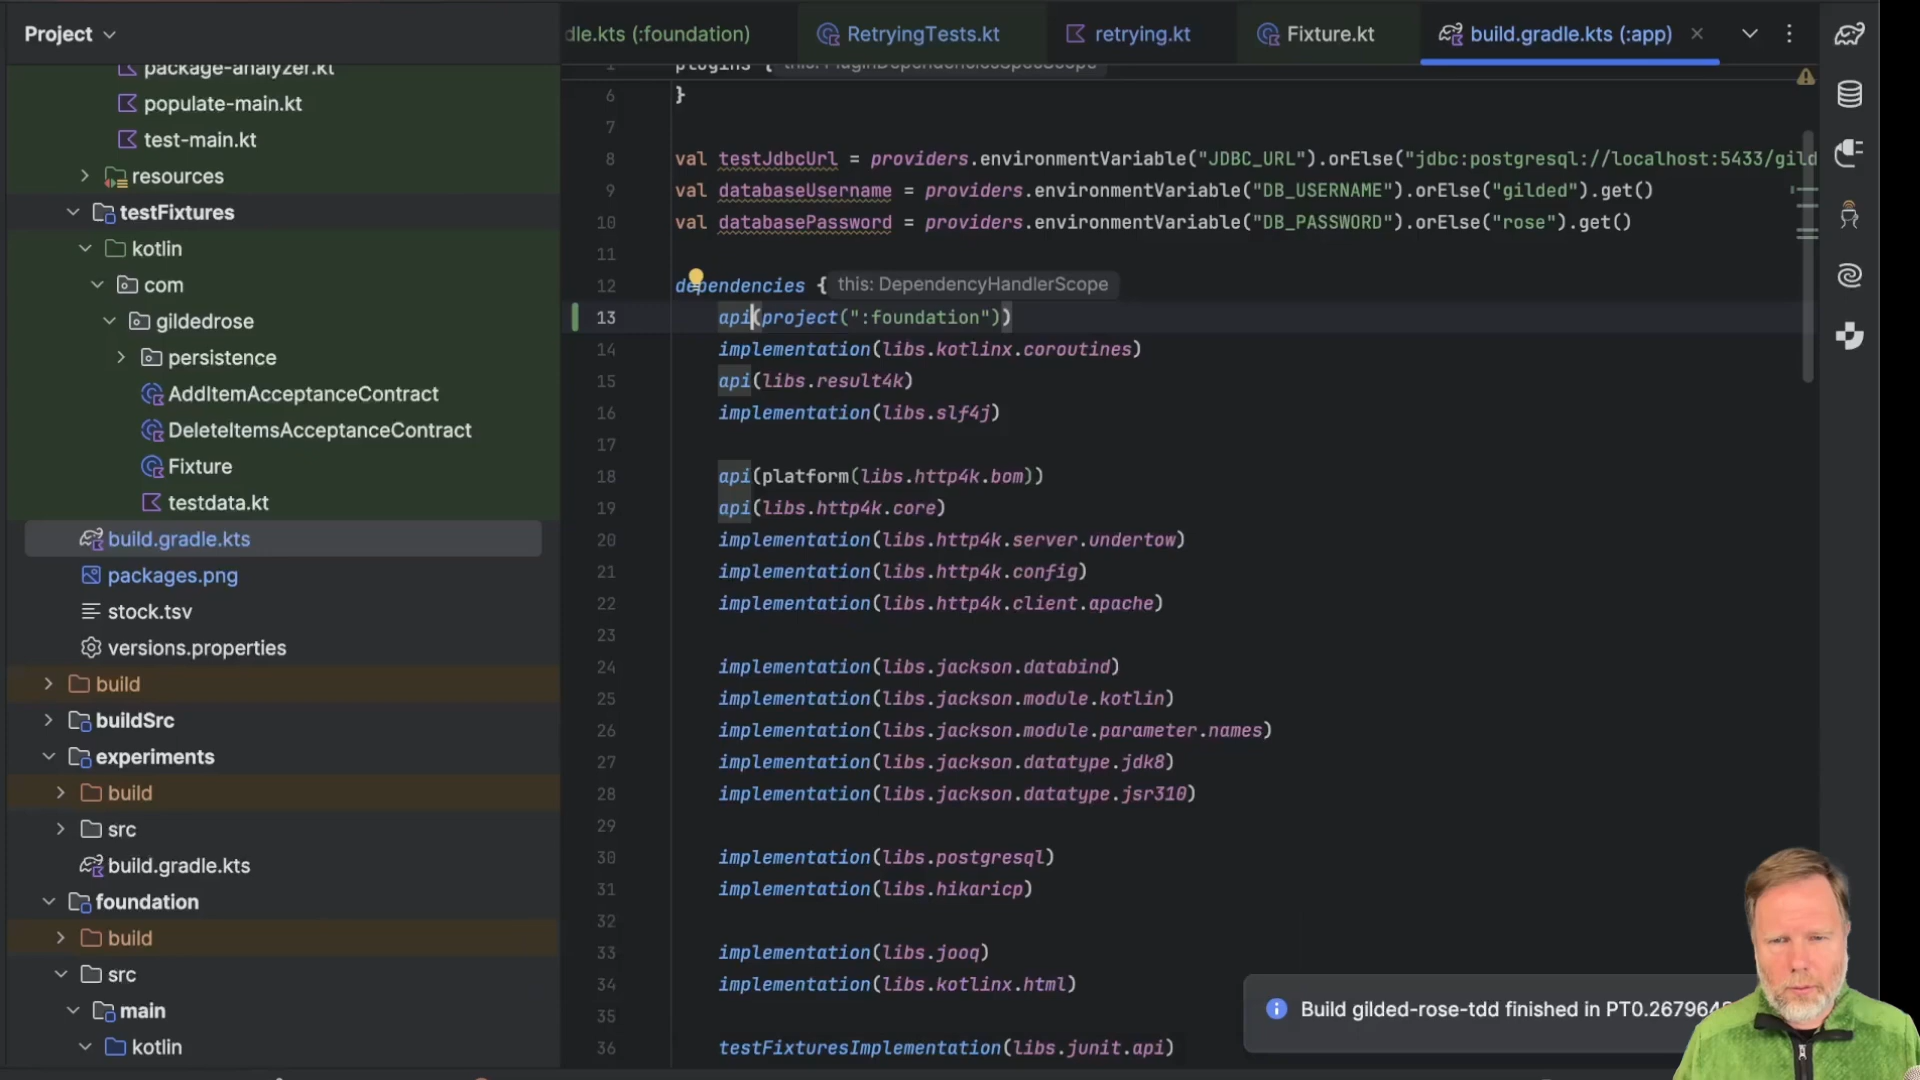 Project
dle.kts (:foundation)
RetryingTests.kt
retrying.kt
Fixture.kt
build.gradle.kts (:app)
package-analyzer.kt
populate-main.kt
test-main.kt
resources
testFixtures
kotlin
com
gildedrose
persistence
AddItemAcceptanceContract
DeleteItemsAcceptanceContract
Fixture
testdata.kt
build.gradle.kts
packages.png
stock.tsv
versions.properties
build
buildSrc
experiments
build
src
build.gradle.kts
foundation
build
src
main
kotlin
1 plugins { this: PluginDependenciesSpecScope
6 }
7
8 val testJdbcUrl = providers.environmentVariable("JDBC_URL").orElse("jdbc:postgresql://localhost:5433/gild
9 val databaseUsername = providers.environmentVariable("DB_USERNAME").orElse("gilded").get()
10 val databasePassword = providers.environmentVariable("DB_PASSWORD").orElse("rose").get()
11
12 dependencies { this: DependencyHandlerScope
13 api(project(":foundation"))
14 implementation(libs.kotlinx.coroutines)
15 api(libs.result4k)
16 implementation(libs.slf4j)
17
18 api(platform(libs.http4k.bom))
19 api(libs.http4k.core)
20 implementation(libs.http4k.server.undertow)
21 implementation(libs.http4k.config)
22 implementation(libs.http4k.client.apache)
23
24 implementation(libs.jackson.databind)
25 implementation(libs.jackson.module.kotlin)
26 implementation(libs.jackson.module.parameter.names)
27 implementation(libs.jackson.datatype.jdk8)
28 implementation(libs.jackson.datatype.jsr310)
29
30 implementation(libs.postgresql)
31 implementation(libs.hikaricp)
32
33 implementation(libs.jooq)
34 implementation(libs.kotlinx.html)
35
36 testFixturesImplementation(libs.junit.api)
Build gilded-rose-tdd finished in